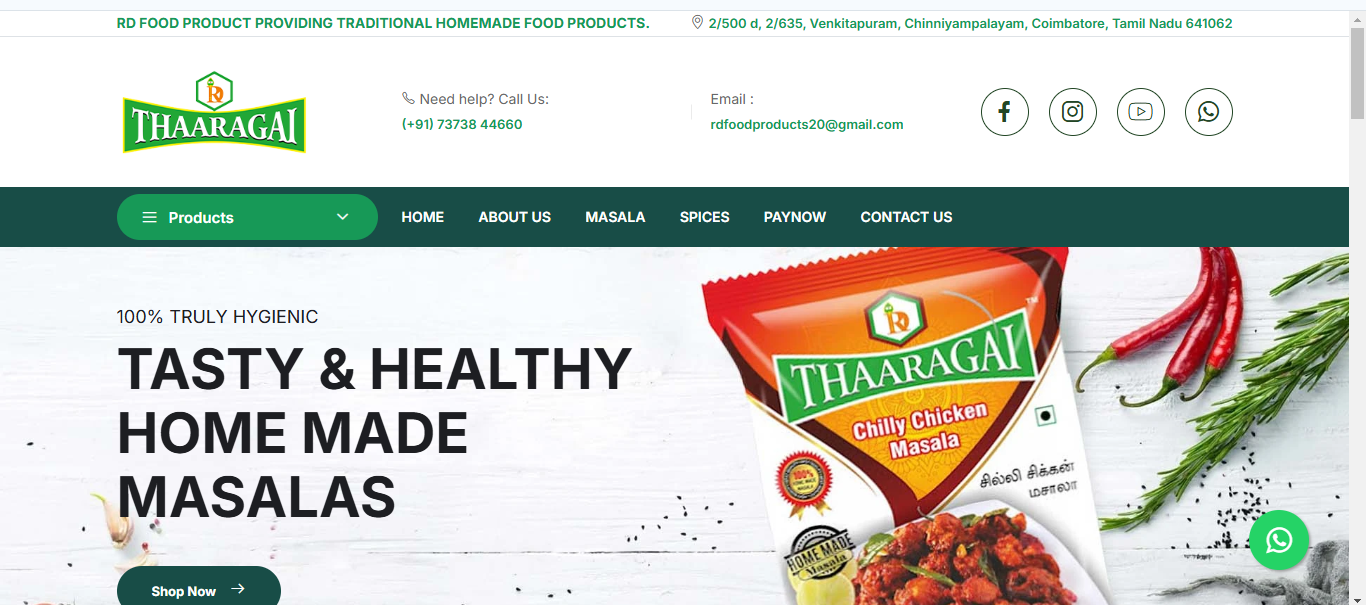 RD FOOD PRODUCT PROVIDING TRADITIONAL HOMEMADE FOOD PRODUCTS.
2/500 d, 2/635, Venkitapuram, Chinniyampalayam, Coimbatore, Tamil Nadu 641062
RD
THAARAGAI
Need help? Call Us:
(+91) 73738 44660
Email :
rdfoodproducts20@gmail.com
Products
HOME
ABOUT US
MASALA
SPICES
PAYNOW
CONTACT US
100% TRULY HYGIENIC
TASTY & HEALTHY
HOME MADE
MASALAS
Shop Now
RD
TM
THAARAGAI
Chilly Chicken
Masala
சில்லி சிக்கன்
மசாலா
100%
HOME MADE
Masala